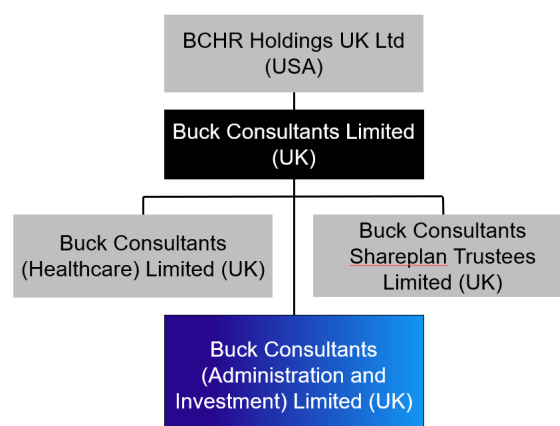 BCHR Holdings UK Ltd
(USA)
Buck Consultants Limited
(UK)
Buck Consultants
(Healthcare) Limited (UK)
Buck Consultants
Shareplan Trustees
Limited (UK)
Buck Consultants
(Administration and
Investment) Limited (UK)